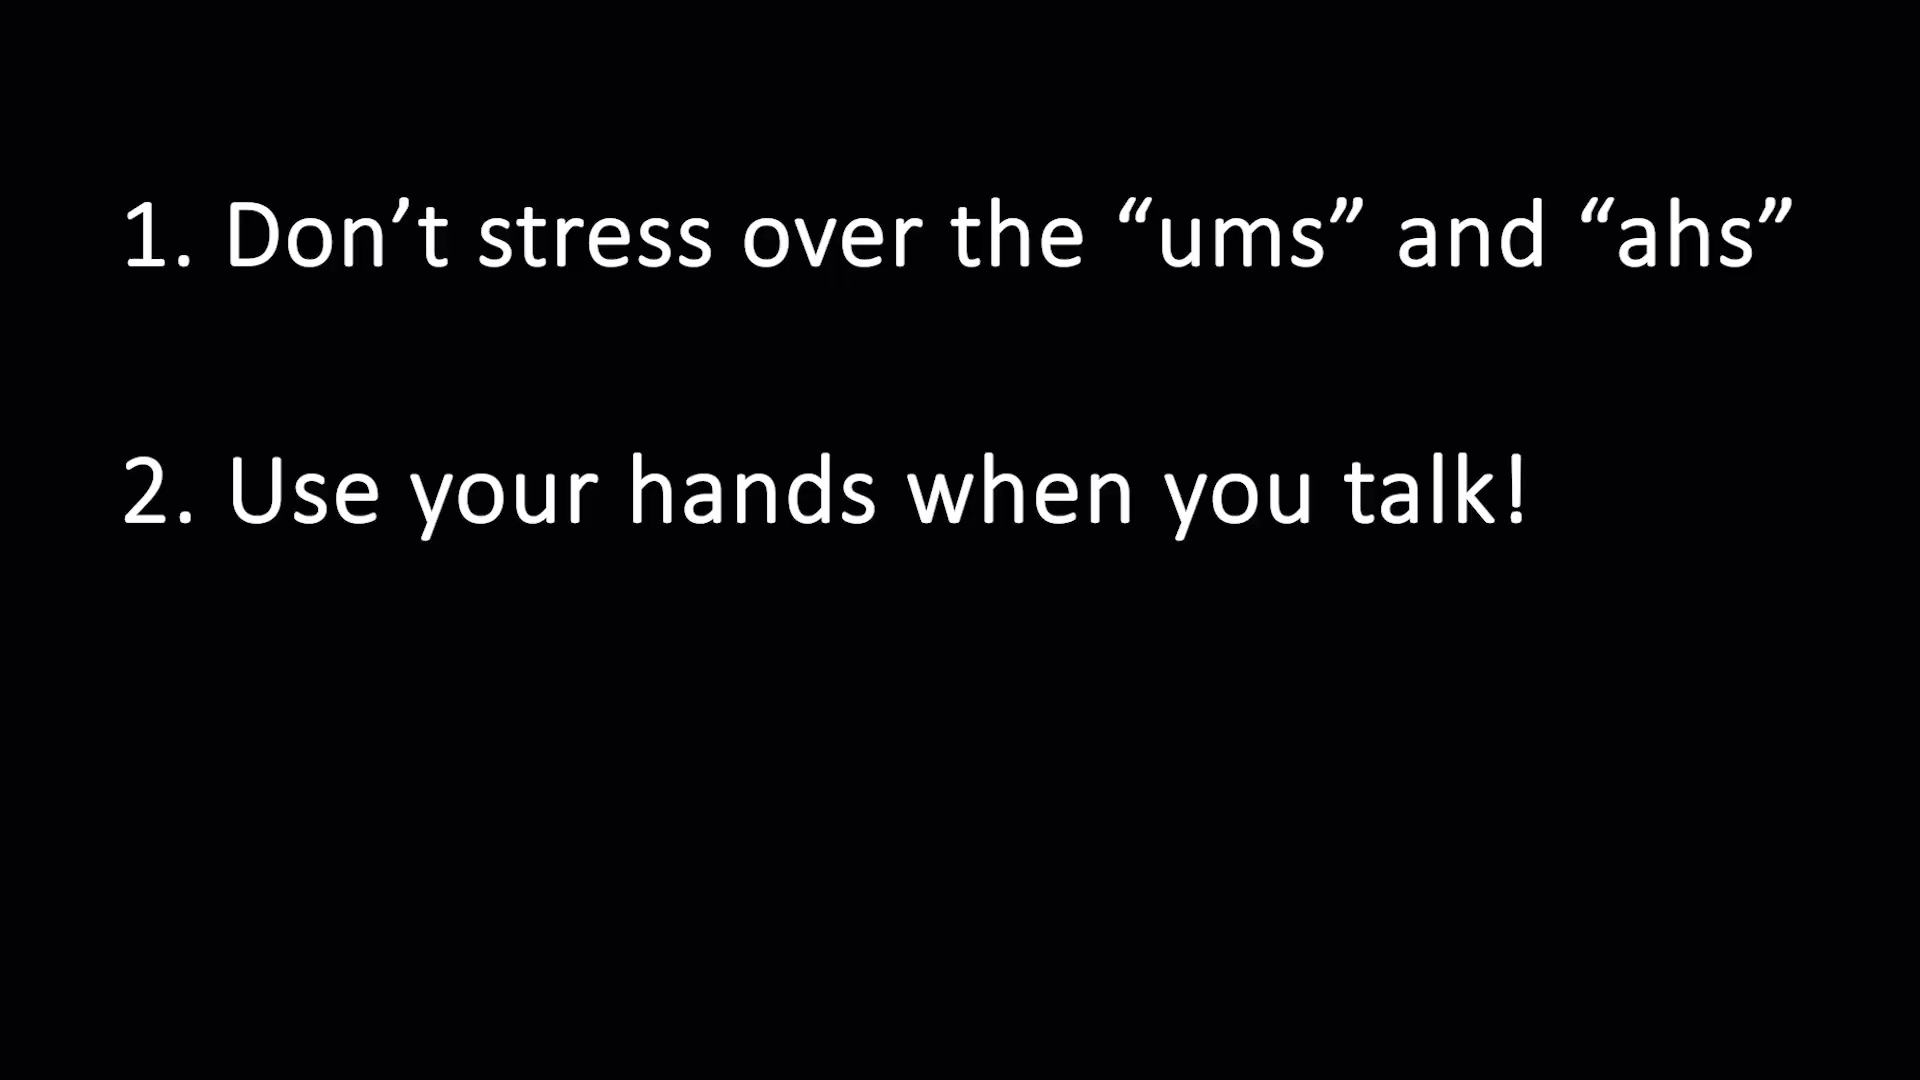 1. Don’t stress over the “ums” and “ahs”
2. Use your hands when you talk!